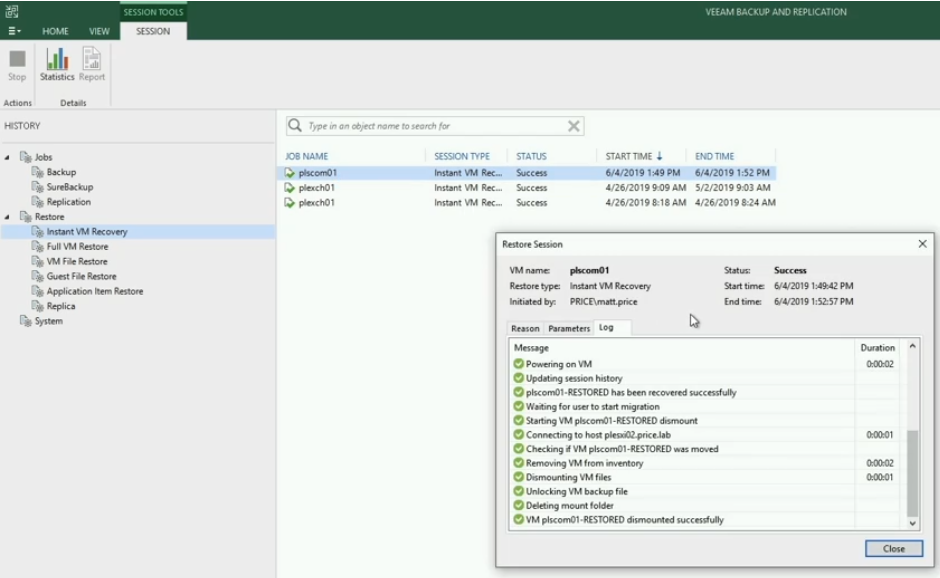 SESSION TOOLS
VEEAM BACKUP AND REPLICATION
HOME VIEW SESSION
Stop Statistics Report
Actions Details
HISTORY
Jobs
Backup
SureBackup
Replication
Restore
Instant VM Recovery
Full VM Restore
VM File Restore
Guest File Restore
Application Item Restore
Replica
System
Type in an object name to search for
JOB NAME SESSION TYPE STATUS START TIME END TIME
plscom01 Instant VM Rec... Success 6/4/2019 1:49 PM 6/4/2019 1:52 PM
plexch01 Instant VM Rec... Success 4/26/2019 9:09 AM 5/2/2019 9:03 AM
plexch01 Instant VM Rec... Success 4/26/2019 8:18 AM 4/26/2019 8:24 AM
Restore Session
VM name: plscom01 Status: Success
Restore type: Instant VM Recovery Start time: 6/4/2019 1:49:42 PM
Initiated by: PRICE\matt.price End time: 6/4/2019 1:52:57 PM
Reason Parameters Log
Message Duration
Powering on VM 0:00:02
Updating session history
plscom01-RESTORED has been recovered successfully
Waiting for user to start migration
Starting VM plscom01-RESTORED dismount
Connecting to host plesxi02.price.lab 0:00:01
Checking if VM plscom01-RESTORED was moved
Removing VM from inventory 0:00:02
Dismounting VM files 0:00:01
Unlocking VM backup file
Deleting mount folder
VM plscom01-RESTORED dismounted successfully
Close